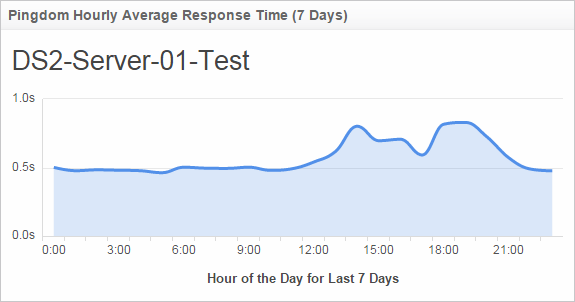 Pingdom Hourly Average Response Time (7 Days)
DS2-Server-01-Test
1.0s
0.5s
0.0s
0:00 3:00 6:00 9:00 12:00 15:00 18:00 21:00
Hour of the Day for Last 7 Days